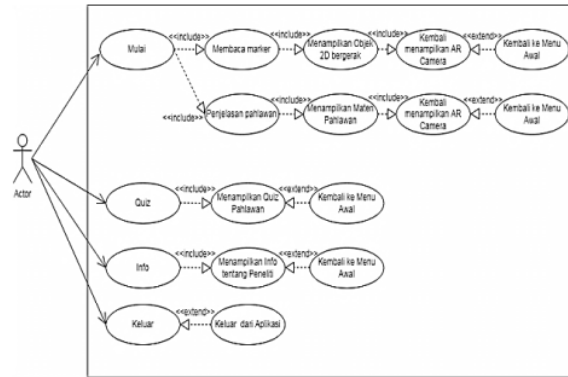 <<include>>
<<include>>
<<include>>
<<extend>>
Mulai
Membaca marker
Menampilkan Objek
2D bergerak
Kembali
menampilkan AR
Camera
Kembali ke Menu
Awal
<<include>>
<<include>>
<<include>>
<<extend>>
Penjelasan pahlawan
Menampilkan Materi
Pahlawan
Kembali
menampilkan AR
Camera
Kembali ke Menu
Awal
Actor
<<include>>
<<extend>>
Quiz
Menampilkan Quiz
Pahlawan
Kembali ke Menu
Awal
<<include>>
<<extend>>
Info
Menampilkan Info
tentang Peneliti
Kembali ke Menu
Awal
<<extend>>
Keluar
Keluar dari Aplikasi